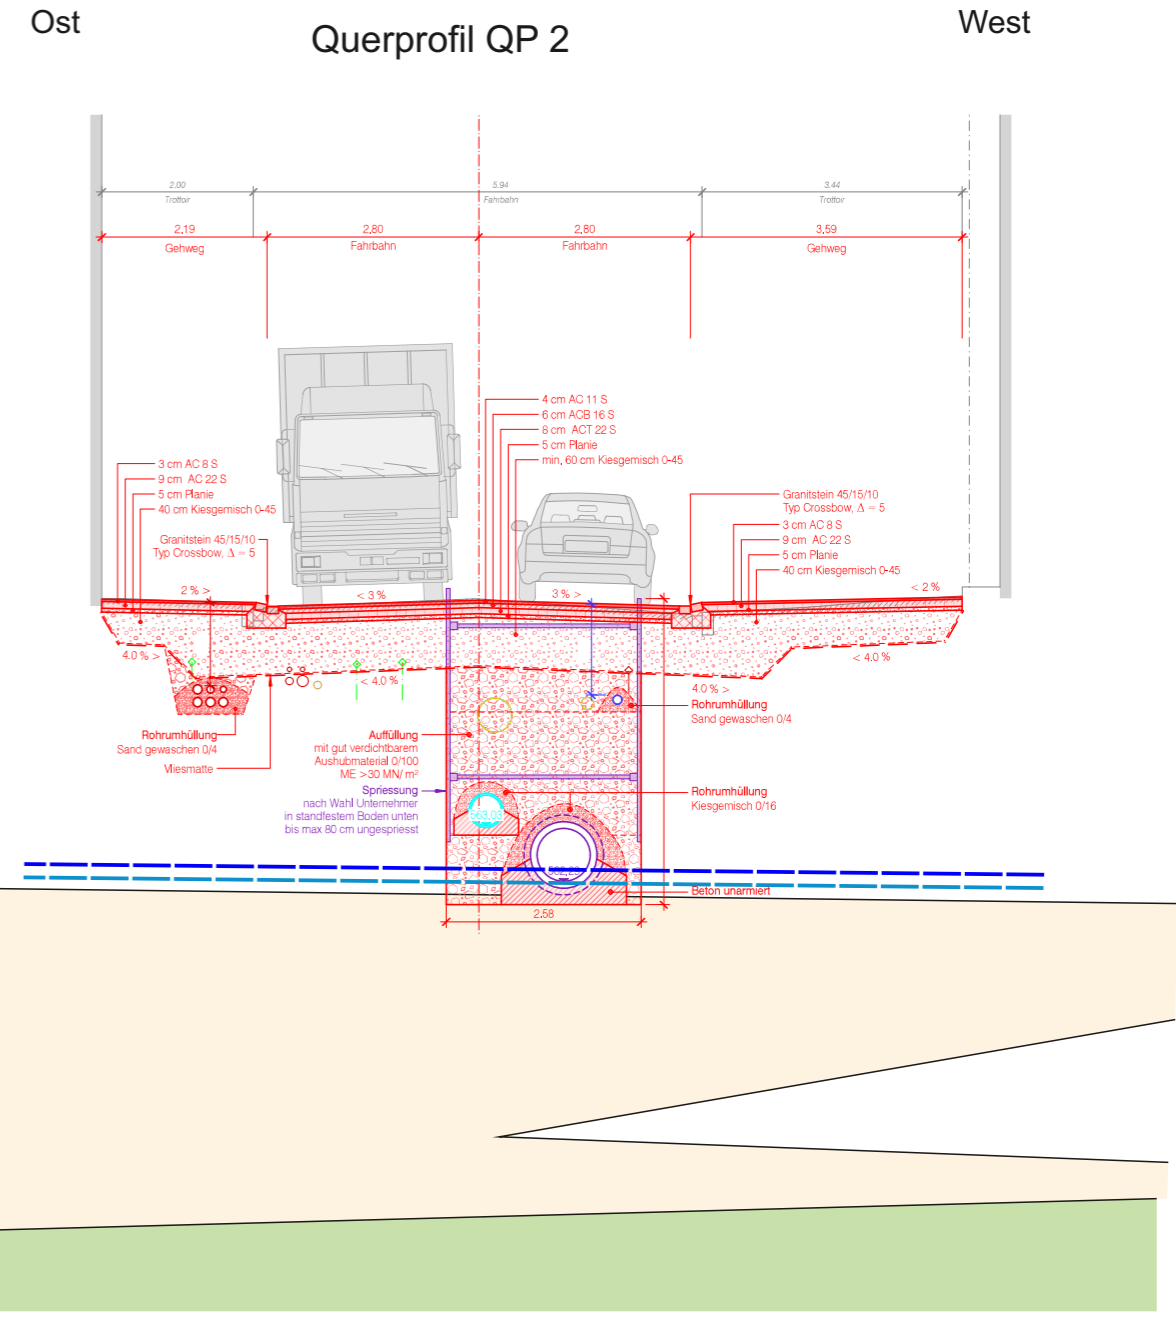 Ost
Querprofil QP 2
West
2.00
Trottoir
5.94
Fahrbahn
3.44
Trottoir
2.19
Gehweg
2.80
Fahrbahn
2.80
Fahrbahn
3.59
Gehweg
4 cm AC 11 S
6 cm ACB 16 S
8 cm ACT 22 S
5 cm Planie
min. 60 cm Kiesgemisch 0-45
3 cm AC 8 S
9 cm AC 22 S
5 cm Planie
40 cm Kiesgemisch 0-45
Granitstein 45/15/10
Typ Crossbow, Δ = 5
Granitstein 45/15/10
Typ Crossbow, Δ = 5
3 cm AC 8 S
9 cm AC 22 S
5 cm Planie
40 cm Kiesgemisch 0-45
2 % >
< 3 %
3 % >
< 2 %
4.0 % >
< 4.0 %
4.0 % >
< 4.0 %
Rohrumhüllung
Sand gewaschen 0/4
Vliesmatte
Auffüllung
mit gut verdichtbarem
Aushubmaterial 0/100
ME >30 MN/ m²
Spriessung
nach Wahl Unternehmer
in standfestem Boden unten
bis max 80 cm ungespriesst
Rohrumhüllung
Sand gewaschen 0/4
Rohrumhüllung
Kiesgemisch 0/16
563.03
Beton unarmiert
2.58